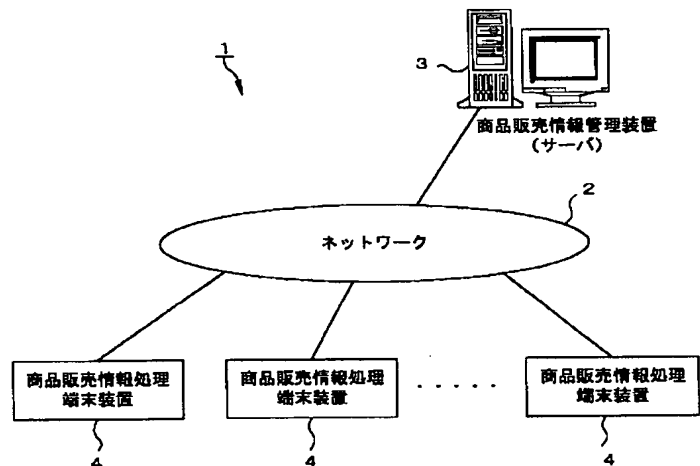 1
3
商品販売情報管理装置
(サーバ)
2
ネットワーク
商品販売情報処理
端末装置
商品販売情報処理
端末装置
. . . . .
商品販売情報処理
端末装置
4
4
4